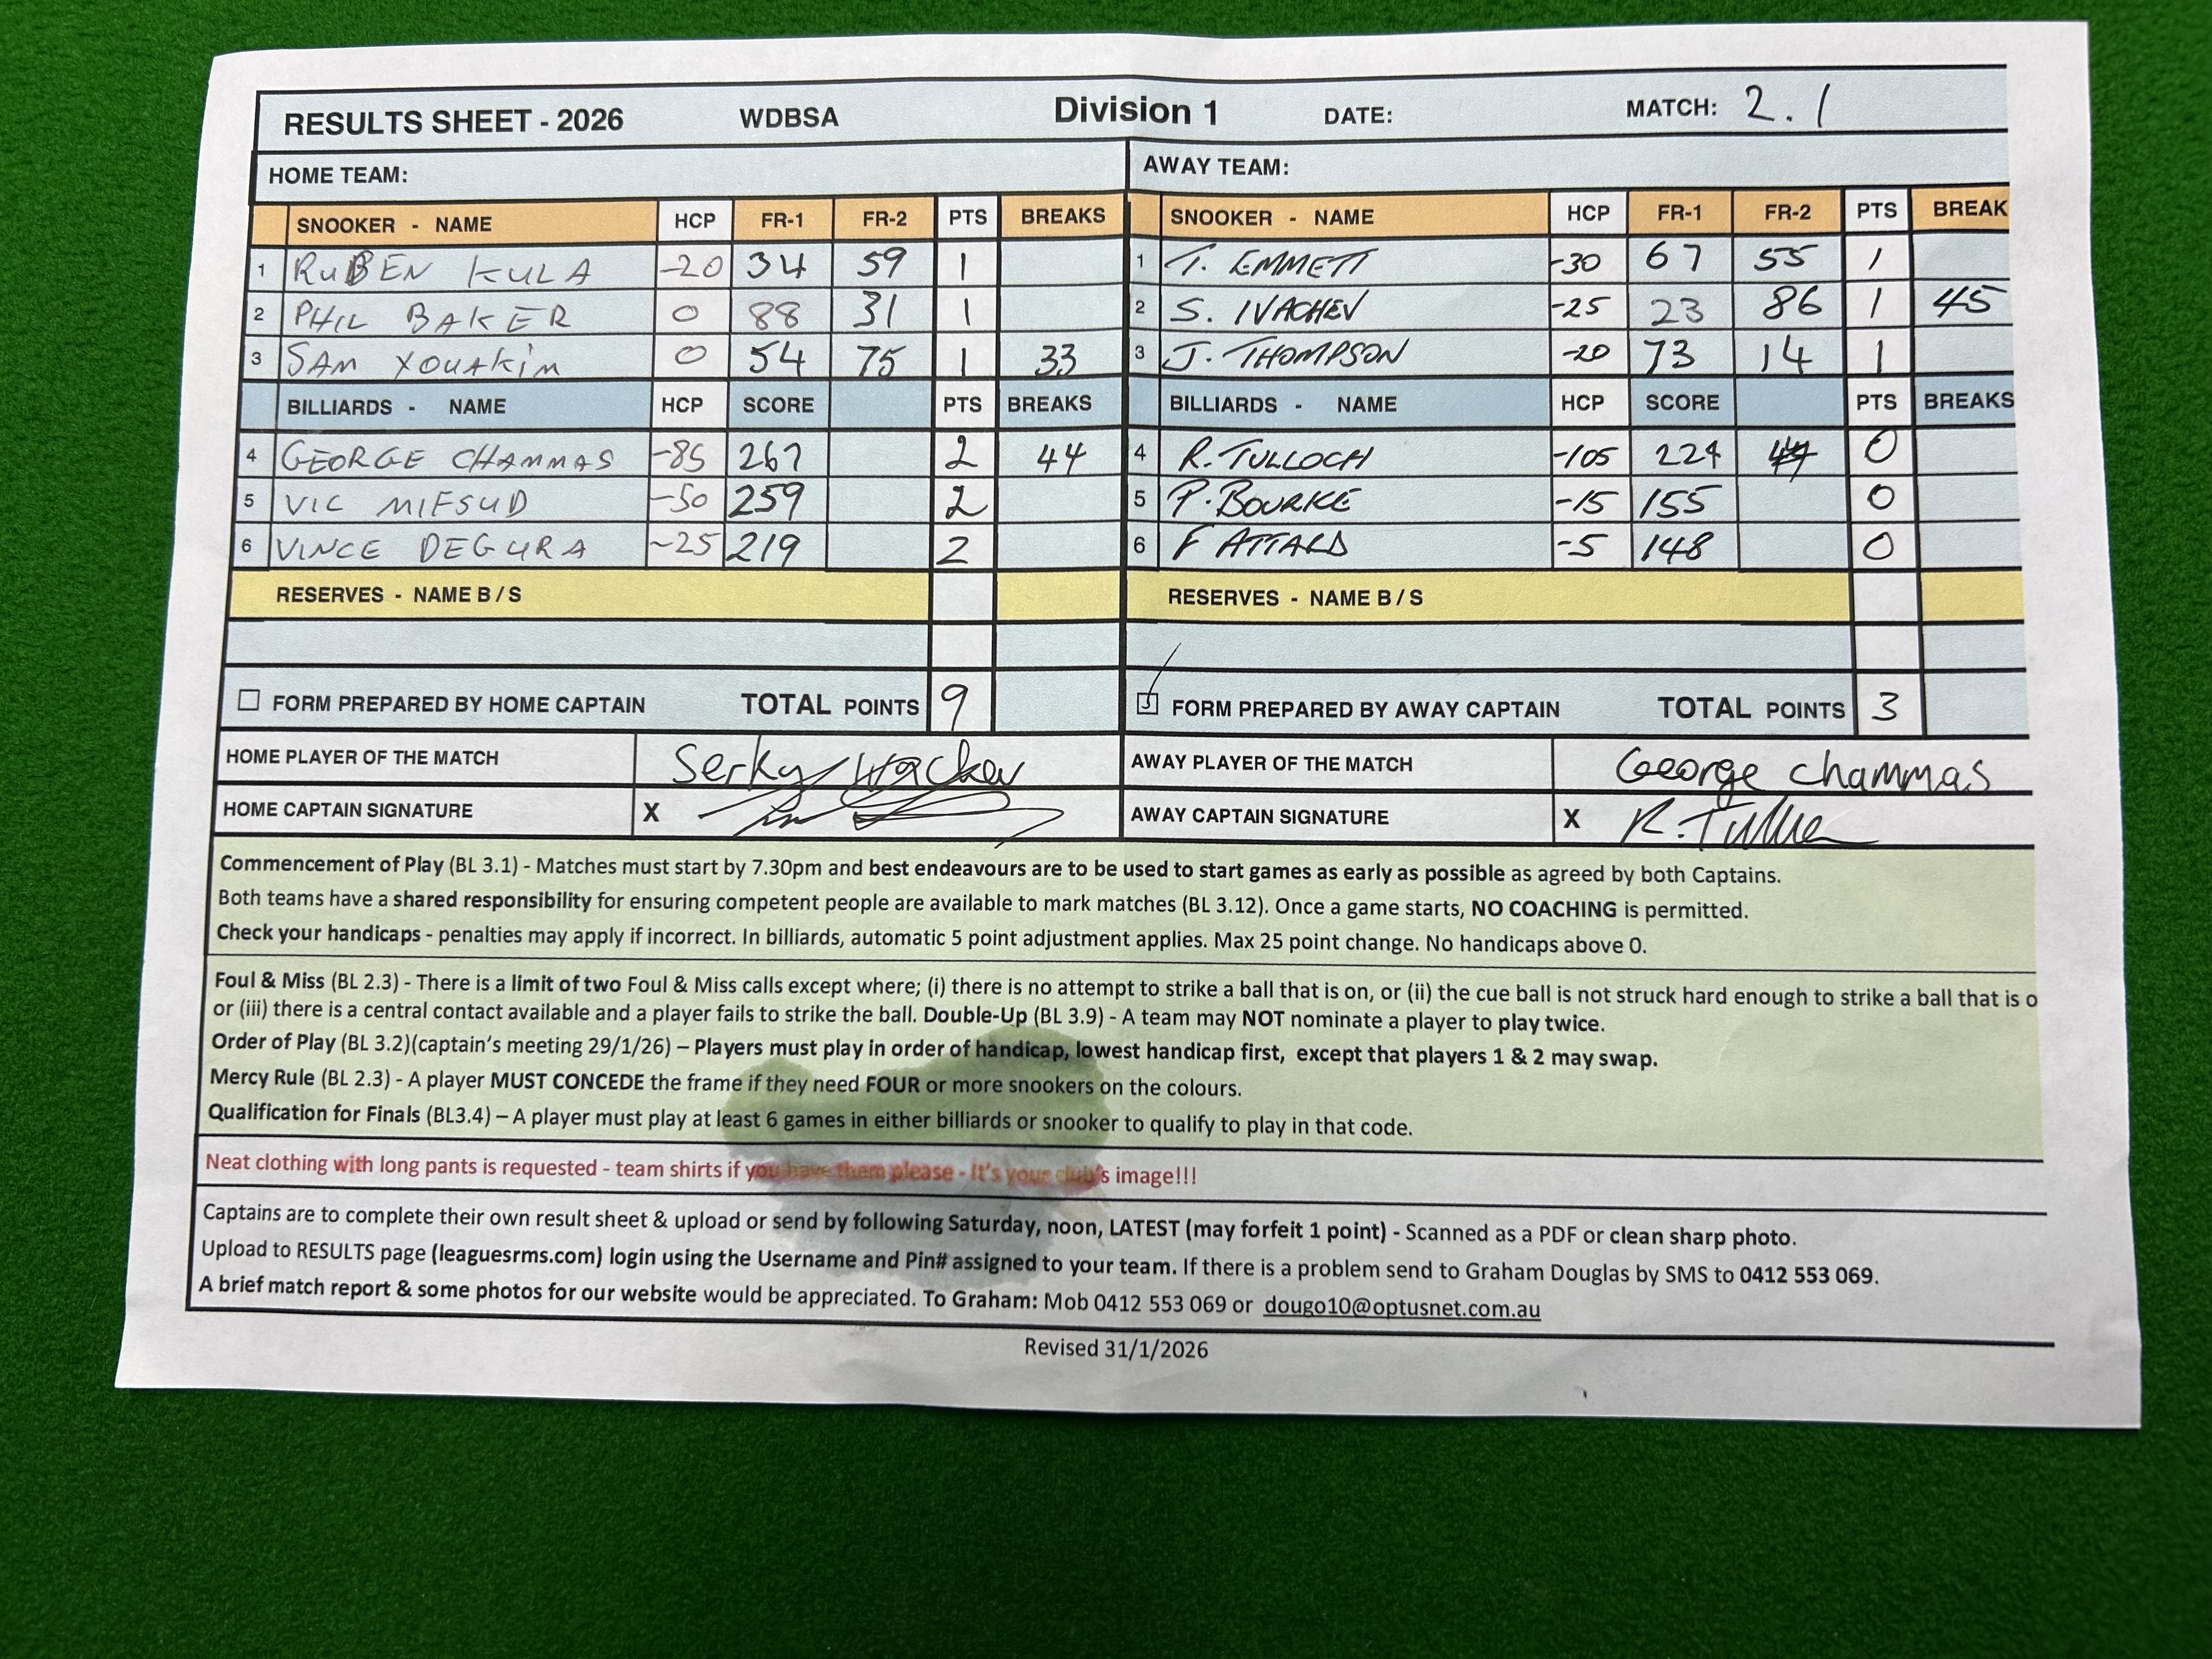 RESULTS SHEET - 2026 WDBSA Division 1 DATE: MATCH: 2.1
HOME TEAM: AWAY TEAM:
SNOOKER - NAME HCP FR-1 FR-2 PTS BREAKS SNOOKER - NAME HCP FR-1 FR-2 PTS BREAK
1 RUBEN KULA -20 34 59 1 1 T. EMMETT -30 67 55 1
2 PHIL BAKER 0 88 31 1 2 S. IVACHEV -25 23 86 1 45
3 SAM YOUAKIM 0 54 75 1 33 3 J. THOMPSON -20 73 14 1
BILLIARDS - NAME HCP SCORE PTS BREAKS BILLIARDS - NAME HCP SCORE PTS BREAKS
4 GEORGE CHAMMAS -85 267 2 44 4 R. TULLOCH -105 224 0
5 VIC MIFSUD -50 259 2 5 P. BOURKE -15 155 0
6 VINCE DEGURA -25 219 2 6 F ATTARD -5 148 0
RESERVES - NAME B / S RESERVES - NAME B / S
FORM PREPARED BY HOME CAPTAIN TOTAL POINTS 9 FORM PREPARED BY AWAY CAPTAIN TOTAL POINTS 3
HOME PLAYER OF THE MATCH AWAY PLAYER OF THE MATCH George Chammas
HOME CAPTAIN SIGNATURE X AWAY CAPTAIN SIGNATURE X
Commencement of Play (BL 3.1) - Matches must start by 7.30pm and best endeavours are to be used to start games as early as possible as agreed by both Captains.
Both teams have a shared responsibility for ensuring competent people are available to mark matches (BL 3.12). Once a game starts, NO COACHING is permitted.
Check your handicaps - penalties may apply if incorrect. In billiards, automatic 5 point adjustment applies. Max 25 point change. No handicaps above 0.
Foul & Miss (BL 2.3) - There is a limit of two Foul & Miss calls except where; (i) there is no attempt to strike a ball that is on, or (ii) the cue ball is not struck hard enough to strike a ball that is o
or (iii) there is a central contact available and a player fails to strike the ball. Double-Up (BL 3.9) - A team may NOT nominate a player to play twice.
Order of Play (BL 3.2)(captain's meeting 29/1/26) – Players must play in order of handicap, lowest handicap first, except that players 1 & 2 may swap.
Mercy Rule (BL 2.3) - A player MUST CONCEDE the frame if they need FOUR or more snookers on the colours.
Qualification for Finals (BL3.4) – A player must play at least 6 games in either billiards or snooker to qualify to play in that code.
Neat clothing with long pants is requested - team shirts if you have them please - It's your club's image!!!
Captains are to complete their own result sheet & upload or send by following Saturday, noon, LATEST (may forfeit 1 point) - Scanned as a PDF or clean sharp photo.
Upload to RESULTS page (leaguesrms.com) login using the Username and Pin# assigned to your team. If there is a problem send to Graham Douglas by SMS to 0412 553 069.
A brief match report & some photos for our website would be appreciated. To Graham: Mob 0412 553 069 or dougo10@optusnet.com.au
Revised 31/1/2026